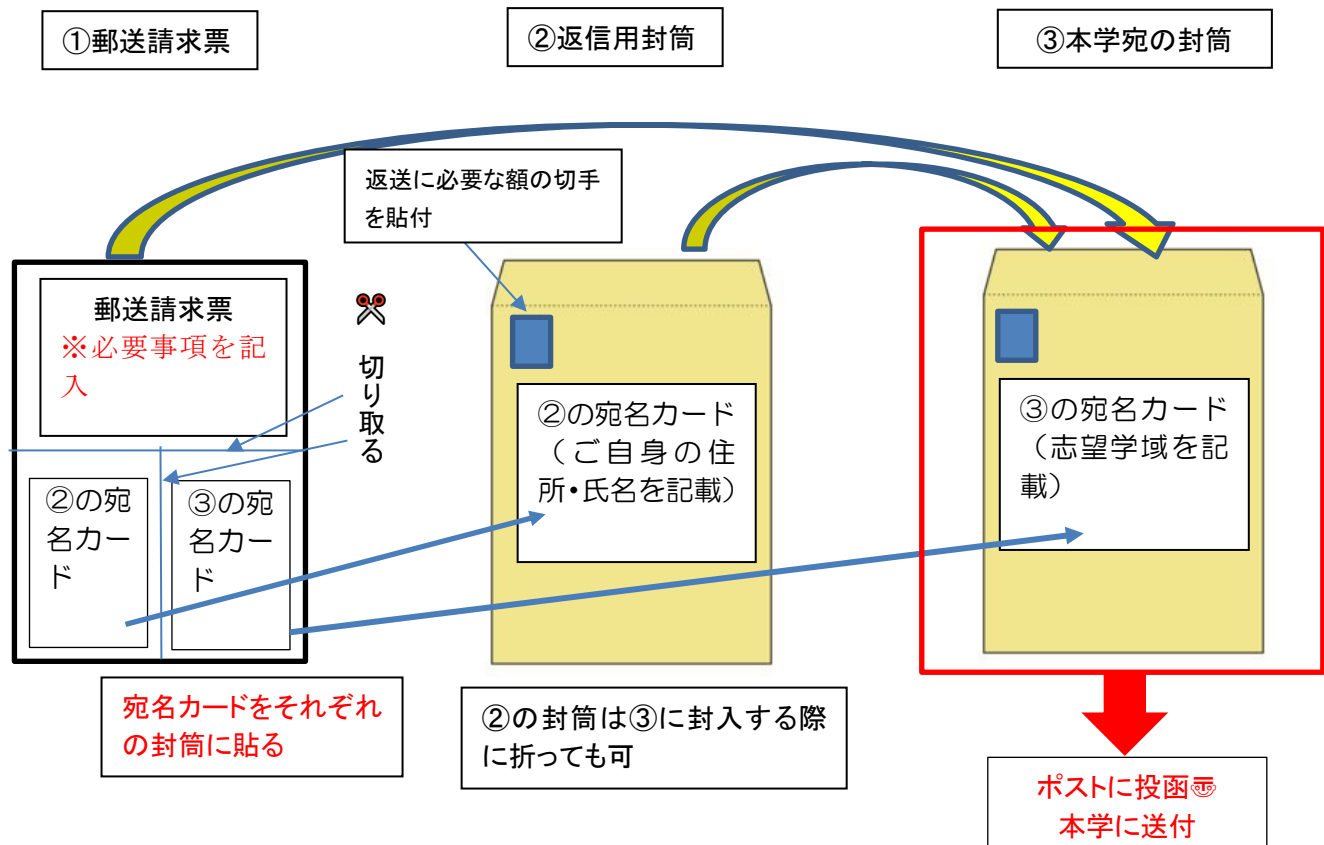 ①郵送請求票
②返信用封筒
③本学宛の封筒
返送に必要な額の切手
を貼付
郵送請求票
※必要事項を記
入
切り取る
②の宛
名カー
ド
③の宛
名カー
ド
②の宛名カード
（ご自身の住
所・氏名を記載）
③の宛名カード
（志望学域を記
載）
宛名カードをそれぞれ
の封筒に貼る
②の封筒は③に封入する際
に折っても可
ポストに投函〠
本学に送付